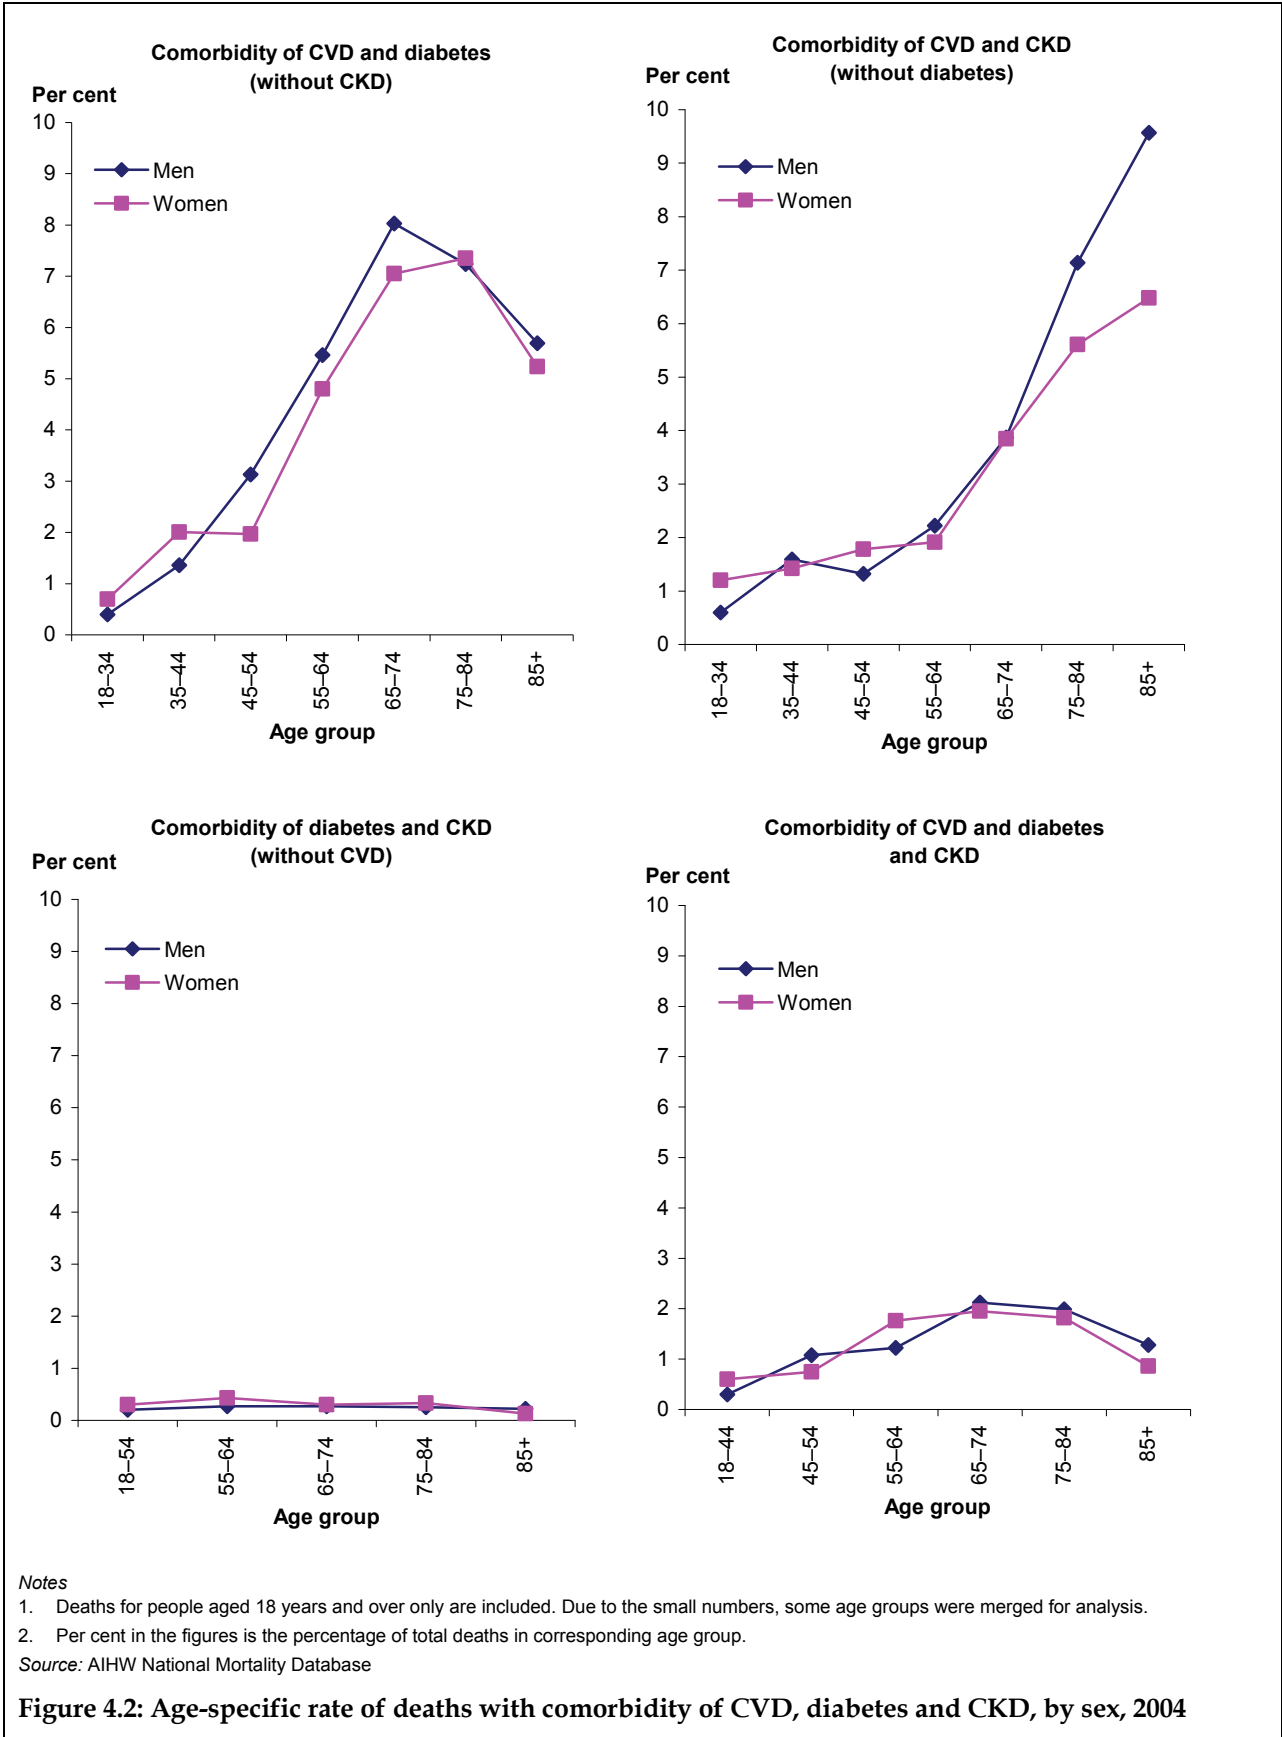 Comorbidity of CVD and diabetes
(without CKD)
Per cent
10
9
8
7
6
5
4
3
2
1
0
Men
Women
18–34
35–44
45–54
55–64
65–74
75–84
85+
Age group
Comorbidity of CVD and CKD
(without diabetes)
Per cent
10
9
8
7
6
5
4
3
2
1
0
Men
Women
18–34
35–44
45–54
55–64
65–74
75–84
85+
Age group
Comorbidity of diabetes and CKD
(without CVD)
Per cent
10
9
8
7
6
5
4
3
2
1
0
Men
Women
18–54
55–64
65–74
75–84
85+
Age group
Comorbidity of CVD and diabetes
and CKD
Per cent
10
9
8
7
6
5
4
3
2
1
0
Men
Women
18–44
45–54
55–64
65–74
75–84
85+
Age group
Notes
1. Deaths for people aged 18 years and over only are included. Due to the small numbers, some age groups were merged for analysis.
2. Per cent in the figures is the percentage of total deaths in corresponding age group.
Source: AIHW National Mortality Database
Figure 4.2: Age-specific rate of deaths with comorbidity of CVD, diabetes and CKD, by sex, 2004